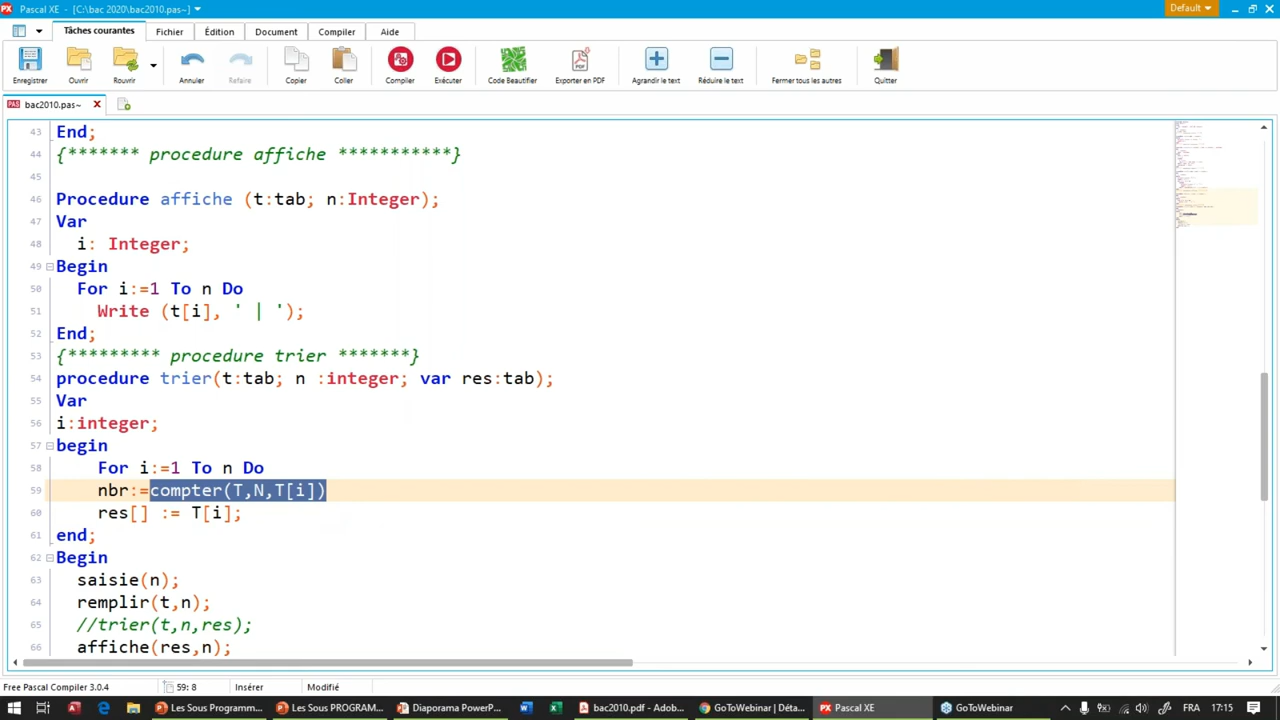 Pascal XE - [C:\bac 2020\bac2010.pas~]
Default
Tâches courantes Fichier Édition Document Compiler Aide
Enregistrer Ouvrir Rouvrir Annuler Refaire Copier Coller Compiler Exécuter Code Beautifier Exporter en PDF Agrandir le text Réduire le text Fermer tous les autres Quitter
bac2010.pas~
43 End;
44 {******* procedure affiche ***********}
45
46 Procedure affiche (t:tab; n:Integer);
47 Var
48 i: Integer;
49 Begin
50 For i:=1 To n Do
51 Write (t[i], ' | ');
52 End;
53 {********* procedure trier *******}
54 procedure trier(t:tab; n :integer; var res:tab);
55 Var
56 i:integer;
57 begin
58 For i:=1 To n Do
59 nbr:=compter(T,N,T[i])
60 res[] := T[i];
61 end;
62 Begin
63 saisie(n);
64 remplir(t,n);
65 //trier(t,n,res);
66 affiche(res,n);
Free Pascal Compiler 3.0.4 59: 8 Insérer Modifié
Les Sous Programm... Les Sous PROGRAM... Diaporama PowerP... bac2010.pdf - Adob... GoToWebinar | Déta... Pascal XE GoToWebinar FRA 17:15